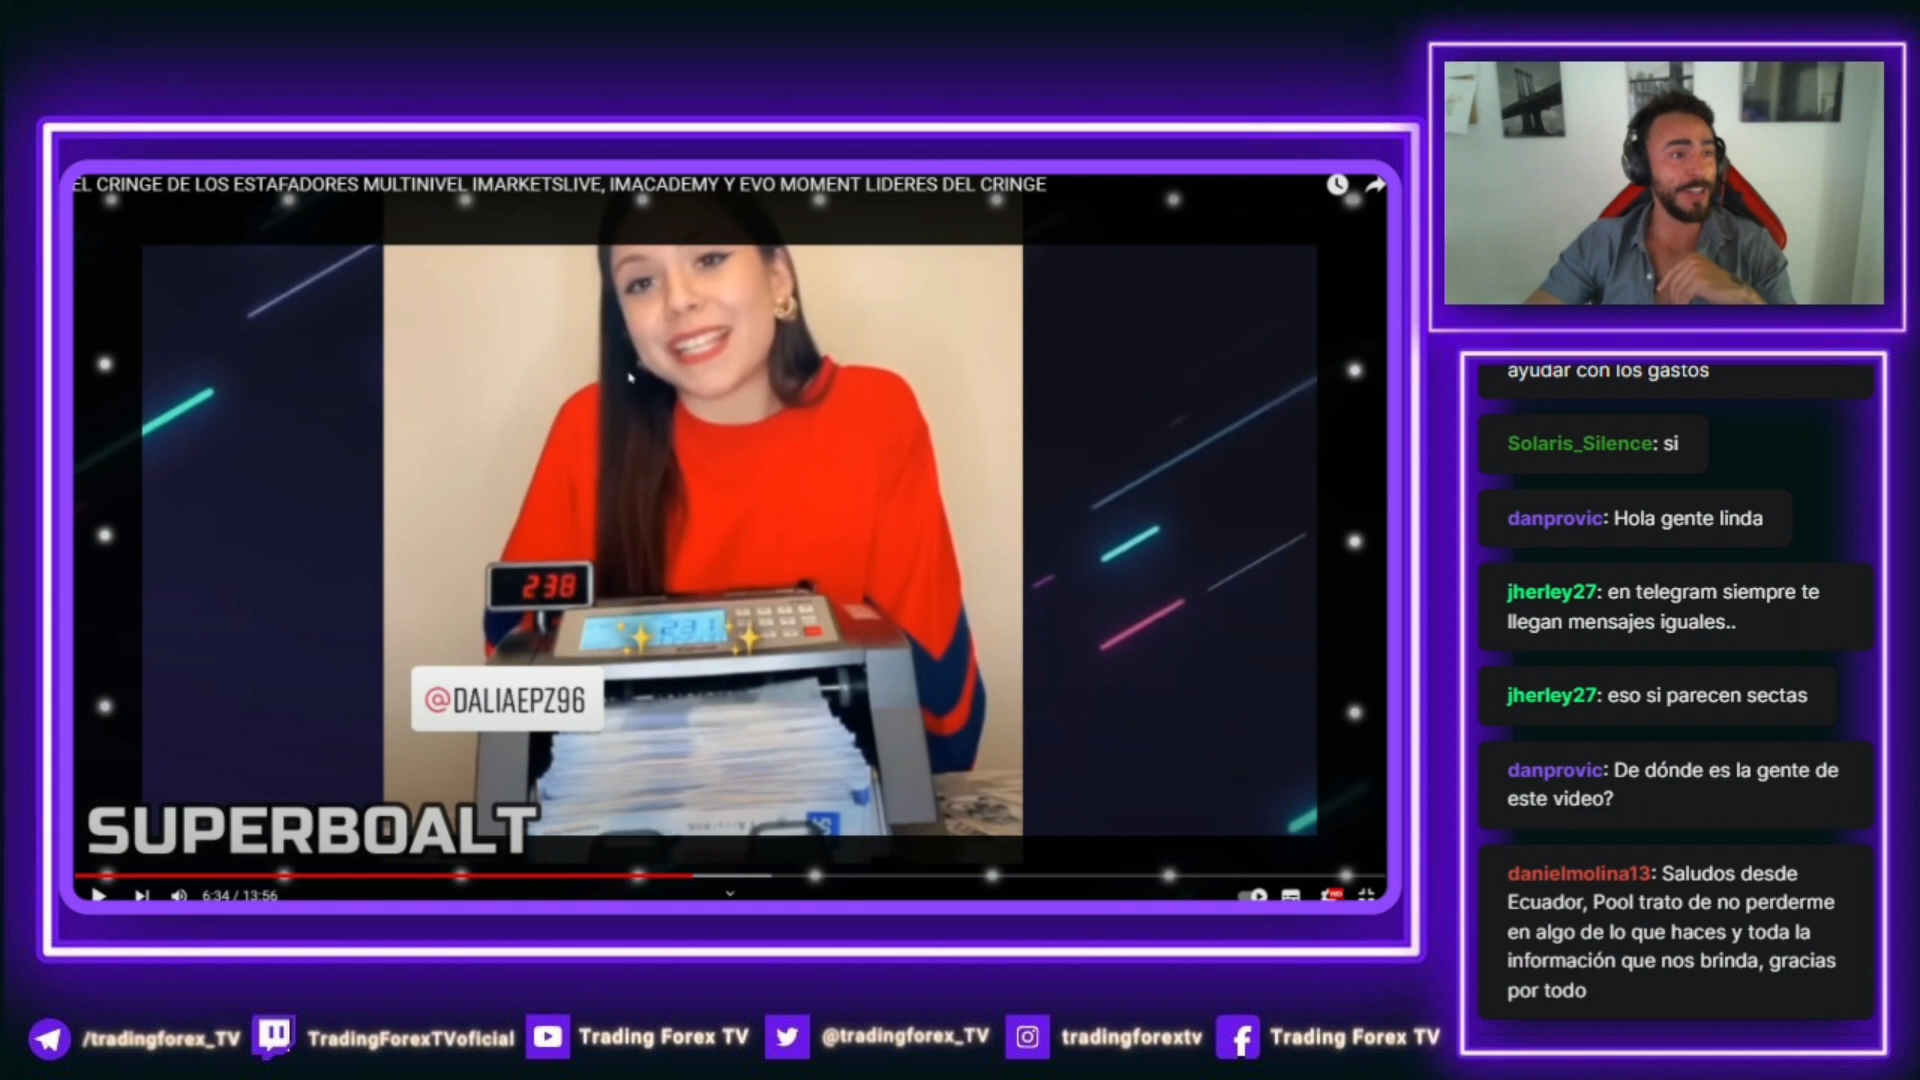 EL CRINGE DE LOS ESTAFADORES MULTINIVEL IMARKETSLIVE, IMACADEMY Y EVO MOMENT LIDERES DEL CRINGE
238
231
@DALIAEPZ96
SUPERBOALT
6:34 / 13:56
HD
ayudar con los gastos
Solaris_Silence: si
danprovic: Hola gente linda
jherley27: en telegram siempre te
llegan mensajes iguales..
jherley27: eso si parecen sectas
danprovic: De dónde es la gente de
este video?
danielmolina13: Saludos desde
Ecuador, Pool trato de no perderme
en algo de lo que haces y toda la
información que nos brinda, gracias
por todo
/tradingforex_TV
TradingForexTVoficial
Trading Forex TV
@tradingforex_TV
tradingforextv
Trading Forex TV